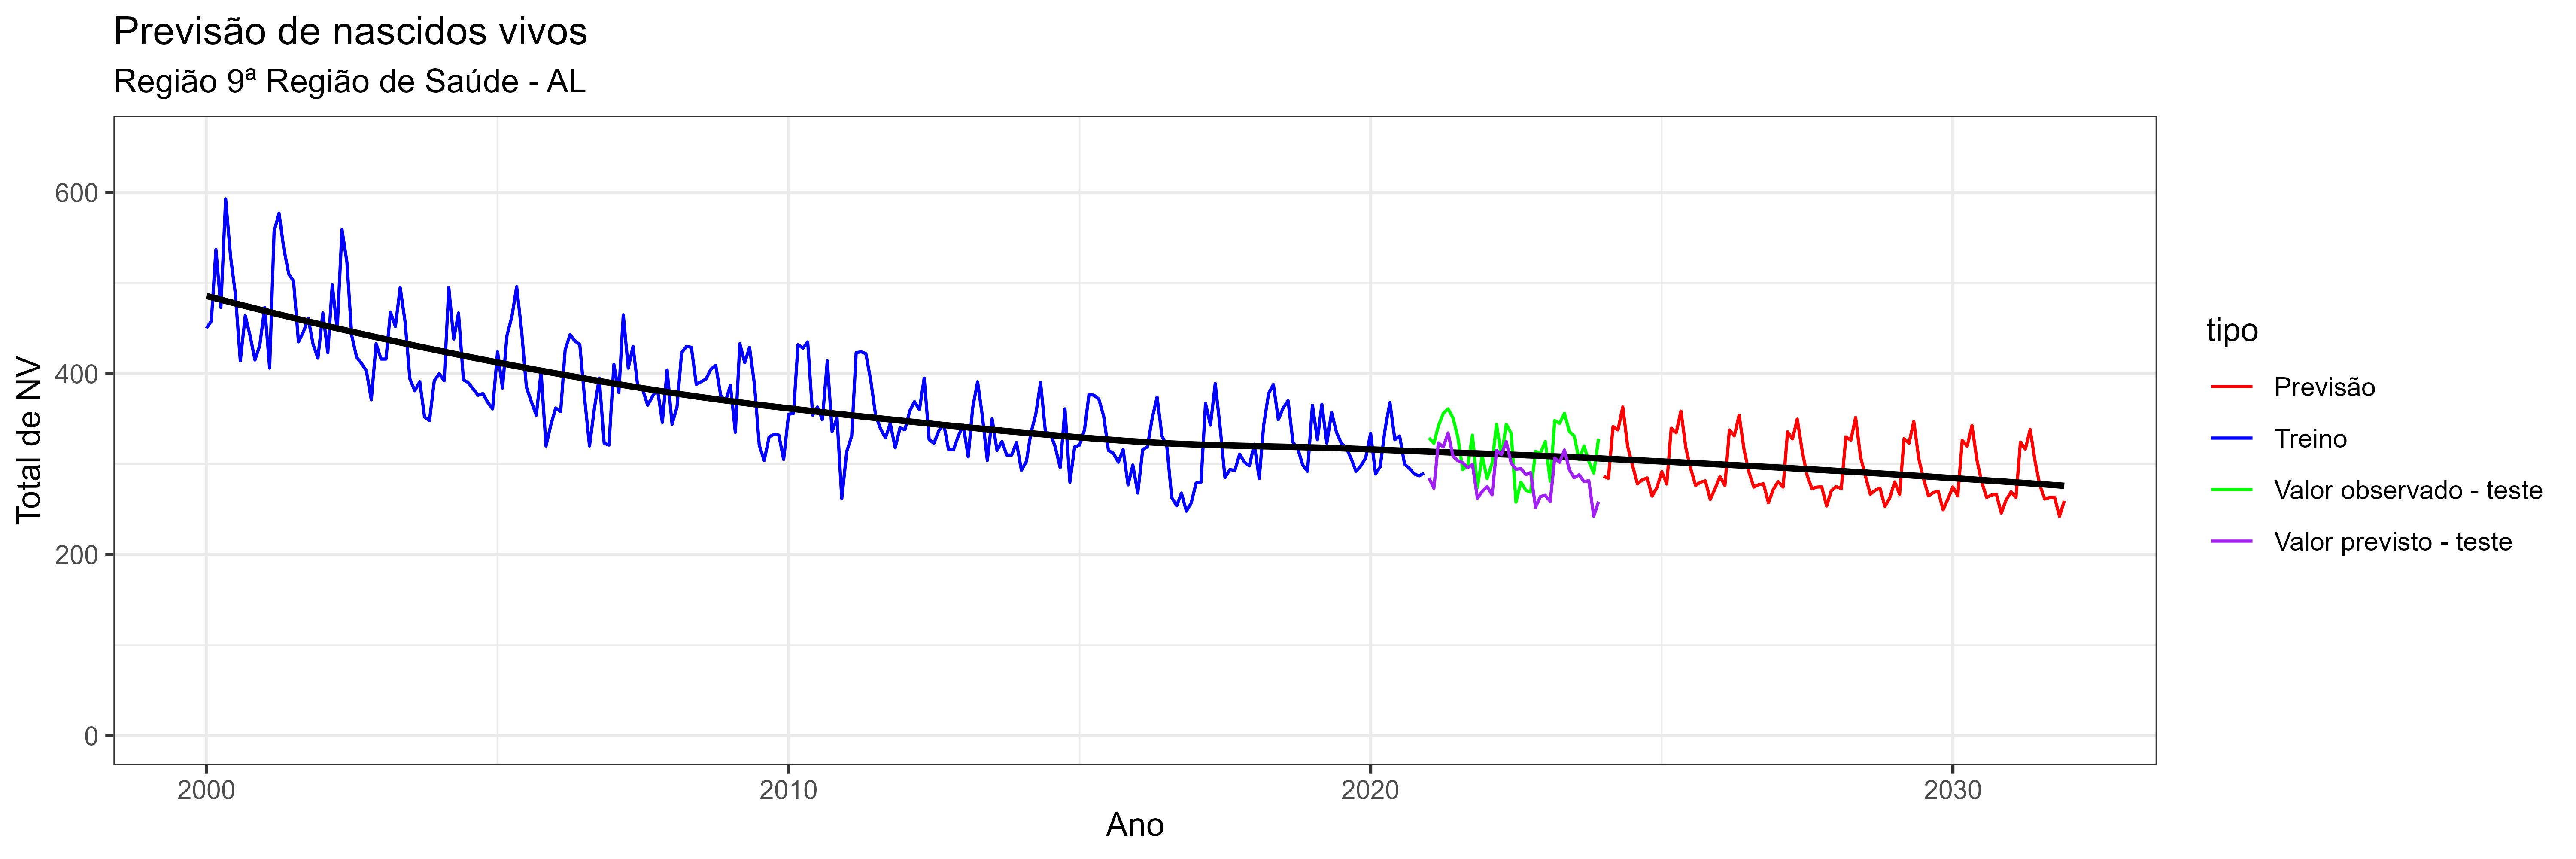 Previsão de nascidos vivos
Região 9ª Região de Saúde - AL
Total de NV
600
400
200
0
2000
2010
2020
2030
Ano
tipo
Previsão
Treino
Valor observado - teste
Valor previsto - teste